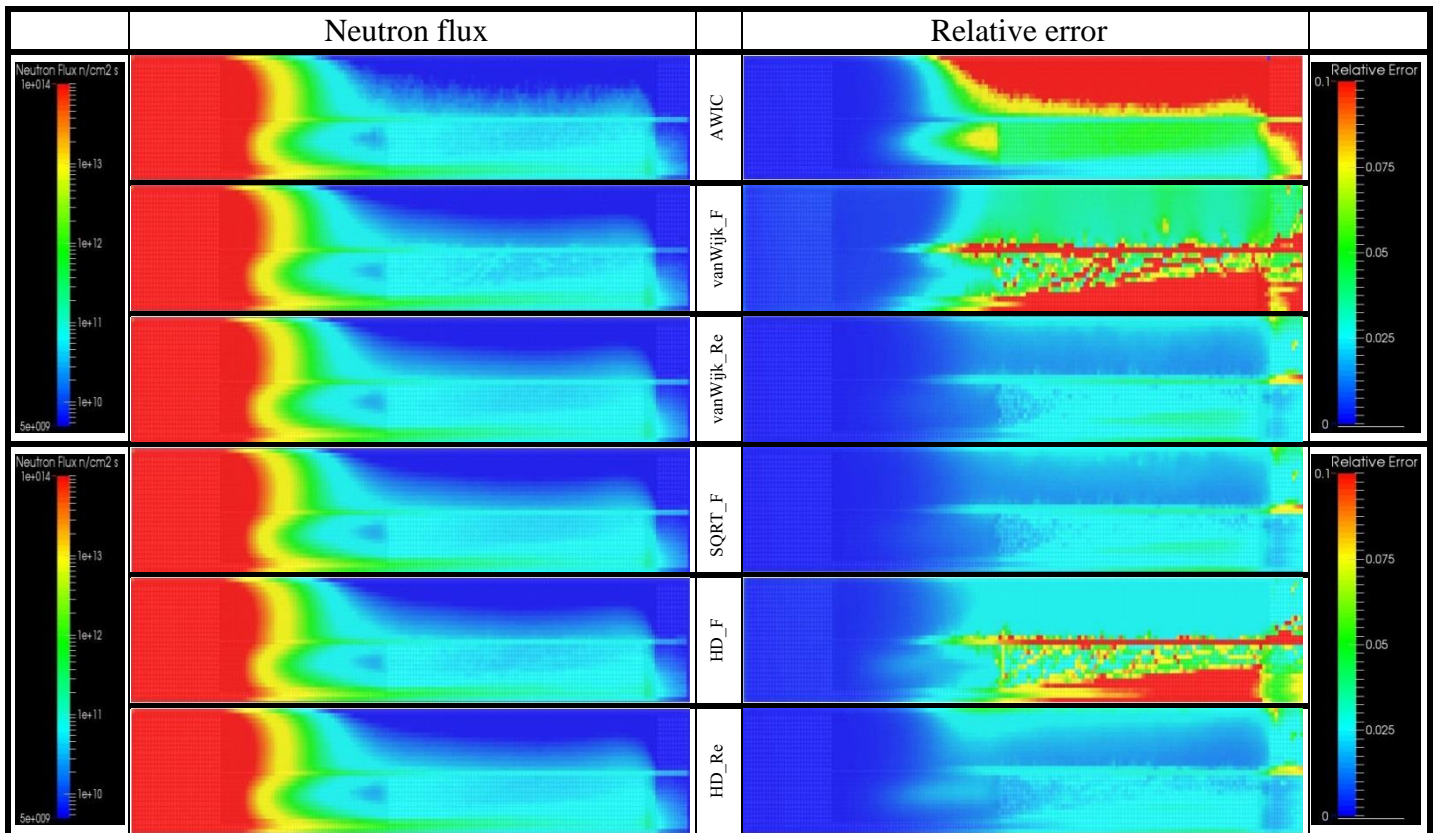 Neutron flux
Relative error
Neutron Flux n/cm2 s
1e+014
1e+13
1e+12
1e+11
1e+10
5e+009
AWIC
vanWijk_F
vanWijk_Re
Relative Error
0.1
0.075
0.05
0.025
0
Neutron Flux n/cm2 s
1e+014
1e+13
1e+12
1e+11
1e+10
5e+009
SQRT_F
HD_F
HD_Re
Relative Error
0.1
0.075
0.05
0.025
0